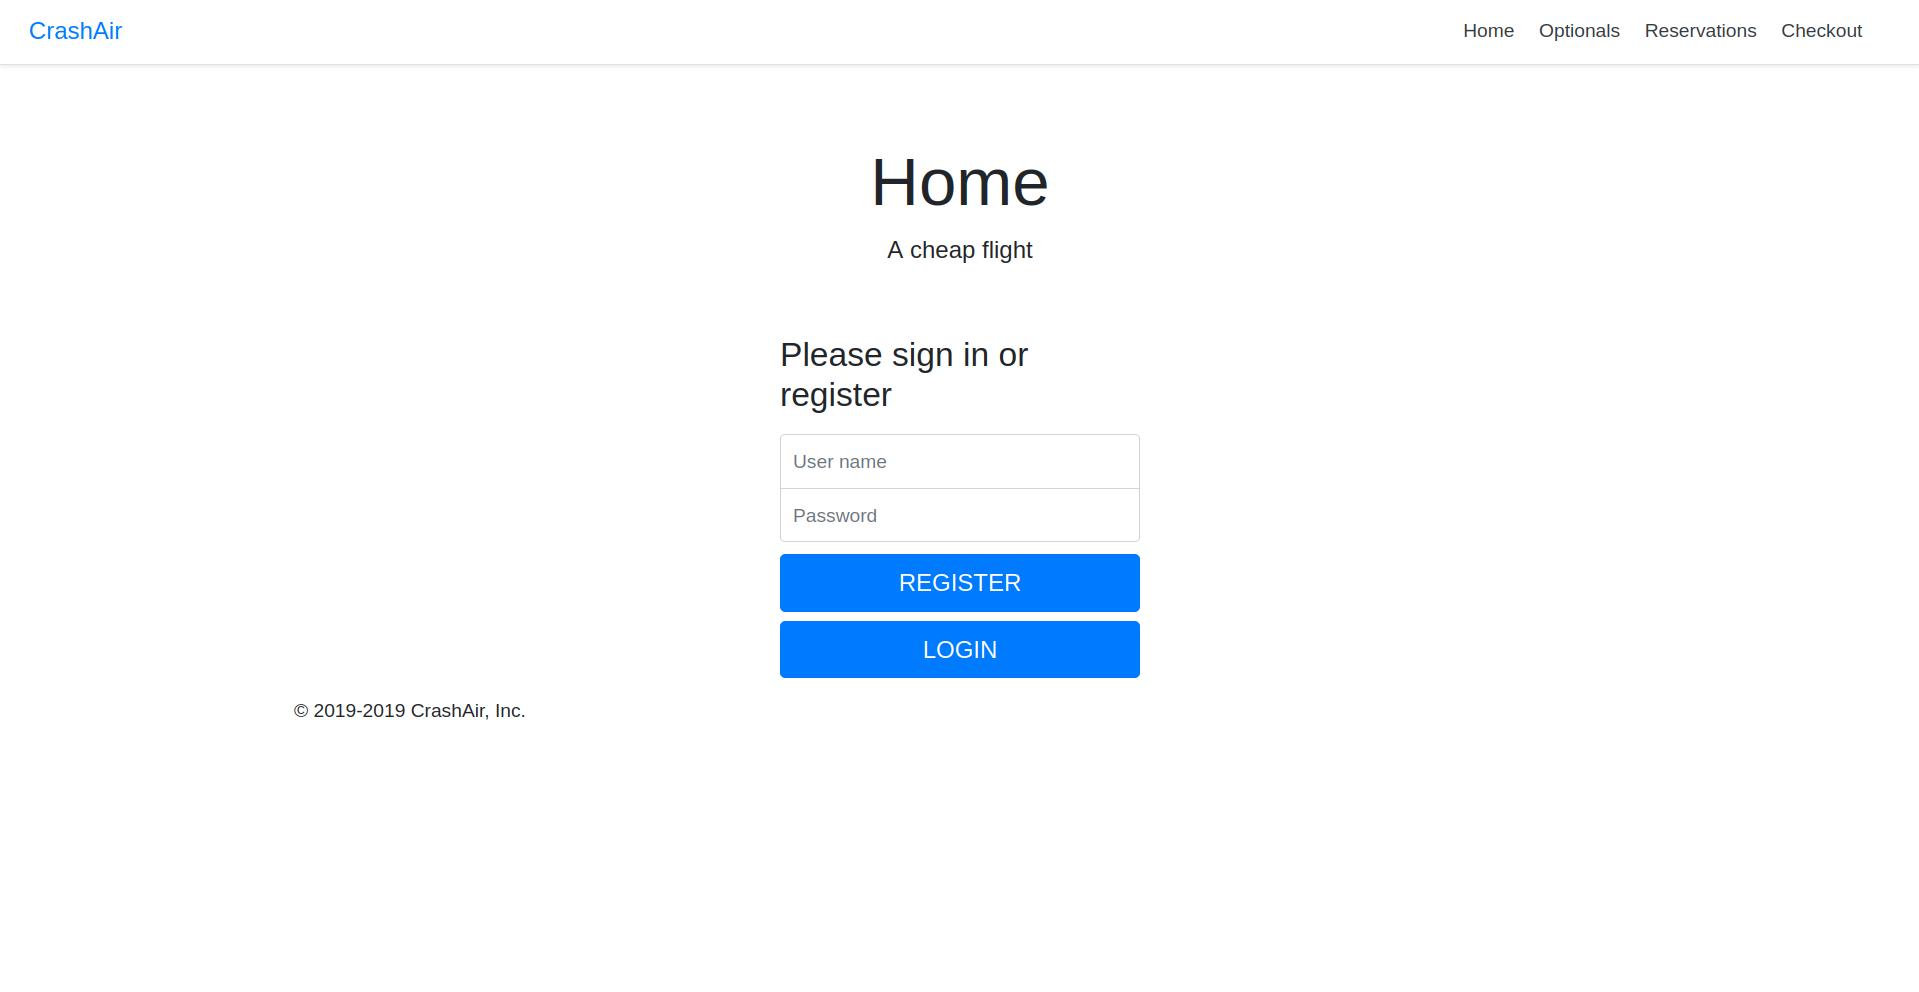 CrashAir
Home Optionals Reservations Checkout
Home
A cheap flight
Please sign in or
register
User name
Password
REGISTER
LOGIN
© 2019-2019 CrashAir, Inc.